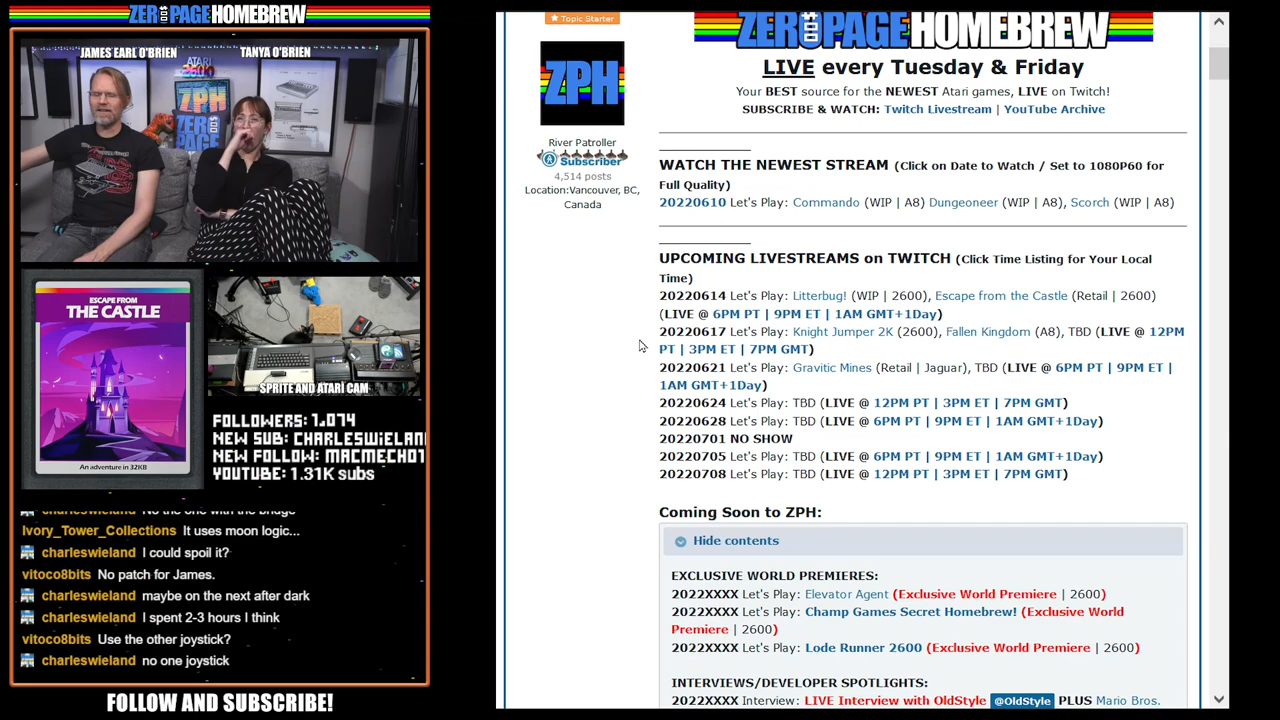 ZERO PAGE HOMEBREW
JAMES EARL O'BRIEN
TANYA O'BRIEN
ATARI
2600
ZPH
ZERO
PAGE
ESCAPE FROM
THE CASTLE
An adventure in 32KB
SPRITE AND ATARI CAM
FOLLOWERS: 1,074
NEW SUB: CHARLESWIELAN
NEW FOLLOW: MACMECHOT
YOUTUBE: 1.31K subs
charleswieland No the one with the bridge
Ivory_Tower_Collections It uses moon logic...
charleswieland I could spoil it?
vitoco8bits No patch for James.
charleswieland maybe on the next after dark
charleswieland I spent 2-3 hours I think
vitoco8bits Use the other joystick?
charleswieland no one joystick
FOLLOW AND SUBSCRIBE!
★ Topic Starter
ZPH
River Patroller
Subscriber
4,514 posts
Location:Vancouver, BC,
Canada
ZERO PAGE HOMEBREW
LIVE every Tuesday & Friday
Your BEST source for the NEWEST Atari games, LIVE on Twitch!
SUBSCRIBE & WATCH: Twitch Livestream | YouTube Archive
WATCH THE NEWEST STREAM (Click on Date to Watch / Set to 1080P60 for
Full Quality)
20220610 Let's Play: Commando (WIP | A8) Dungeoneer (WIP | A8), Scorch (WIP | A8)
UPCOMING LIVESTREAMS on TWITCH (Click Time Listing for Your Local
Time)
20220614 Let's Play: Litterbug! (WIP | 2600), Escape from the Castle (Retail | 2600)
(LIVE @ 6PM PT | 9PM ET | 1AM GMT+1Day)
20220617 Let's Play: Knight Jumper 2K (2600), Fallen Kingdom (A8), TBD (LIVE @ 12PM
PT | 3PM ET | 7PM GMT)
20220621 Let's Play: Gravitic Mines (Retail | Jaguar), TBD (LIVE @ 6PM PT | 9PM ET |
1AM GMT+1Day)
20220624 Let's Play: TBD (LIVE @ 12PM PT | 3PM ET | 7PM GMT)
20220628 Let's Play: TBD (LIVE @ 6PM PT | 9PM ET | 1AM GMT+1Day)
20220701 NO SHOW
20220705 Let's Play: TBD (LIVE @ 6PM PT | 9PM ET | 1AM GMT+1Day)
20220708 Let's Play: TBD (LIVE @ 12PM PT | 3PM ET | 7PM GMT)
Coming Soon to ZPH:
Hide contents
EXCLUSIVE WORLD PREMIERES:
2022XXXX Let's Play: Elevator Agent (Exclusive World Premiere | 2600)
2022XXXX Let's Play: Champ Games Secret Homebrew! (Exclusive World
Premiere | 2600)
2022XXXX Let's Play: Lode Runner 2600 (Exclusive World Premiere | 2600)
INTERVIEWS/DEVELOPER SPOTLIGHTS:
2022XXXX Interview: LIVE Interview with OldStyle @OldStyle PLUS Mario Bros.